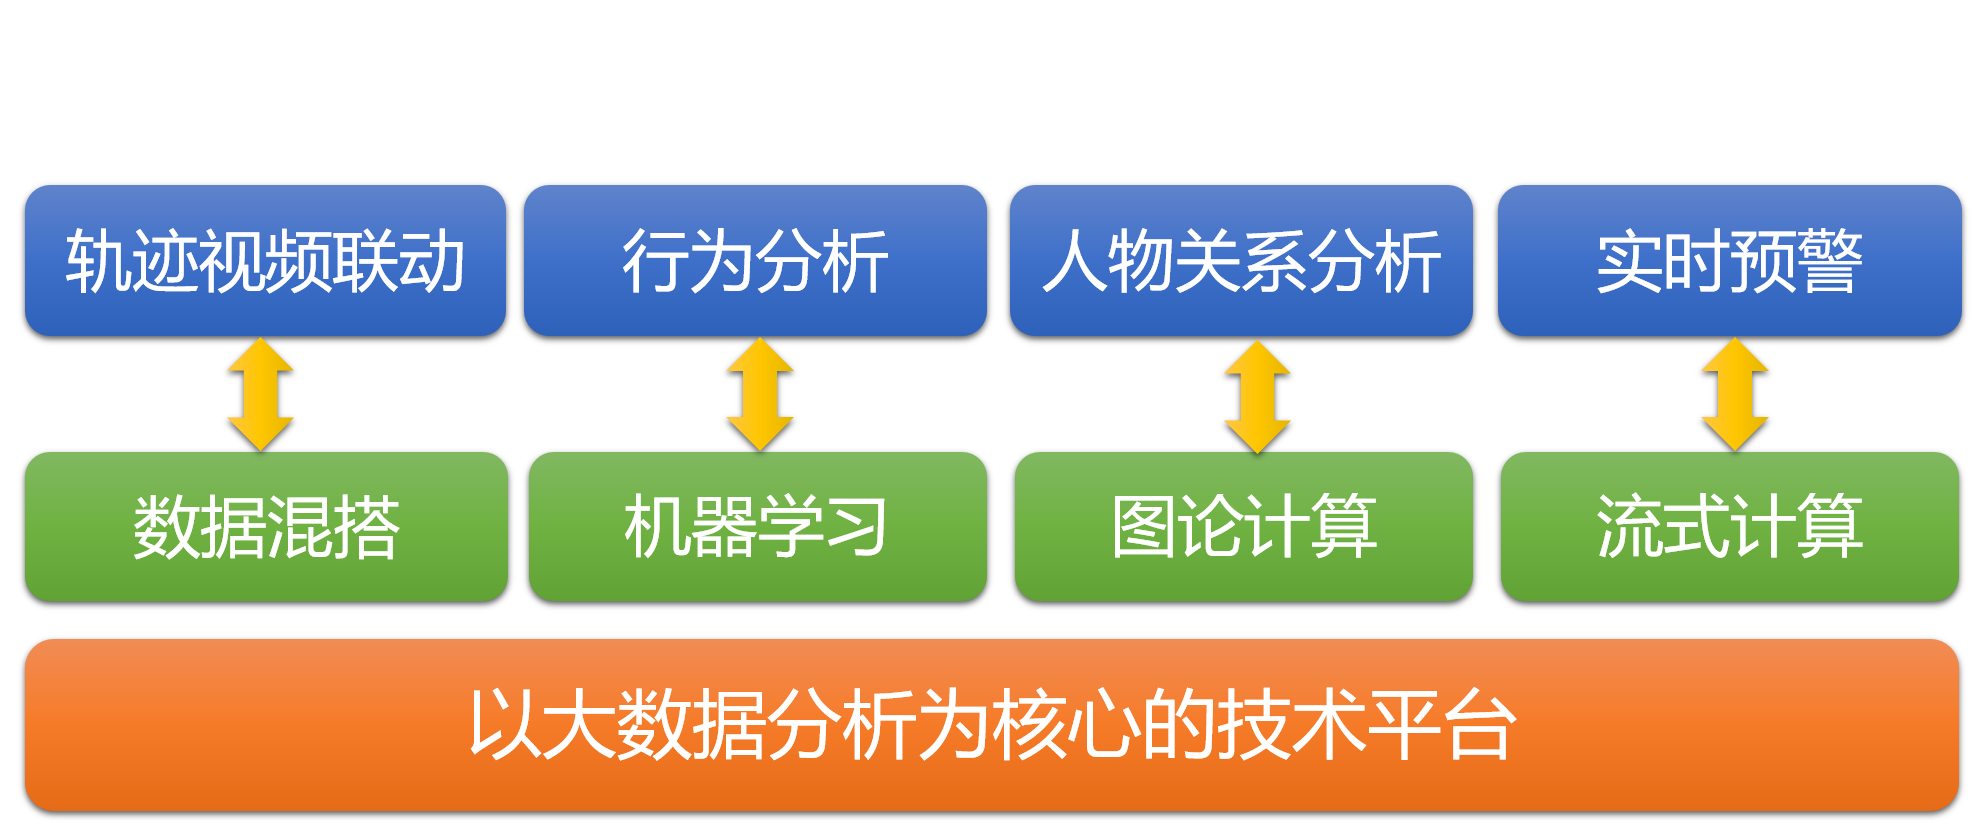 轨迹视频联动
行为分析
人物关系分析
实时预警
数据混搭
机器学习
图论计算
流式计算
以大数据分析为核心的技术平台